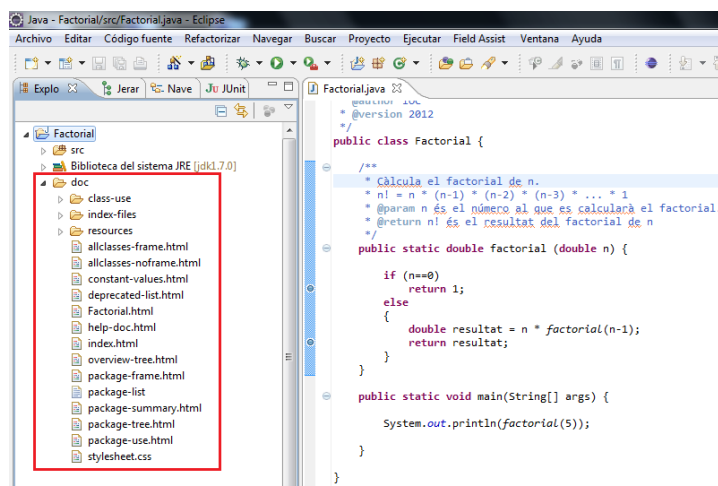 Java - Factorial/src/Factorial.java - Eclipse
Archivo Editar Código fuente Refactorizar Navegar Buscar Proyecto Ejecutar Field Assist Ventana Ayuda
Explo Jerar Nave JUnit
Factorial
src
Biblioteca del sistema JRE [jdk1.7.0]
doc
class-use
index-files
resources
allclasses-frame.html
allclasses-noframe.html
constant-values.html
deprecated-list.html
Factorial.html
help-doc.html
index.html
overview-tree.html
package-frame.html
package-list
package-summary.html
package-tree.html
package-use.html
stylesheet.css
Factorial.java
* @author IOC
* @version 2012
*/
public class Factorial {
/**
* Càlcula el factorial de n.
* n! = n * (n-1) * (n-2) * (n-3) * ... * 1
* @param n és el número al que es calcularà el factorial.
* @return n! és el resultat del factorial de n
*/
public static double factorial (double n) {
if (n==0)
return 1;
else
{
double resultat = n * factorial(n-1);
return resultat;
}
}
public static void main(String[] args) {
System.out.println(factorial(5));
}
}